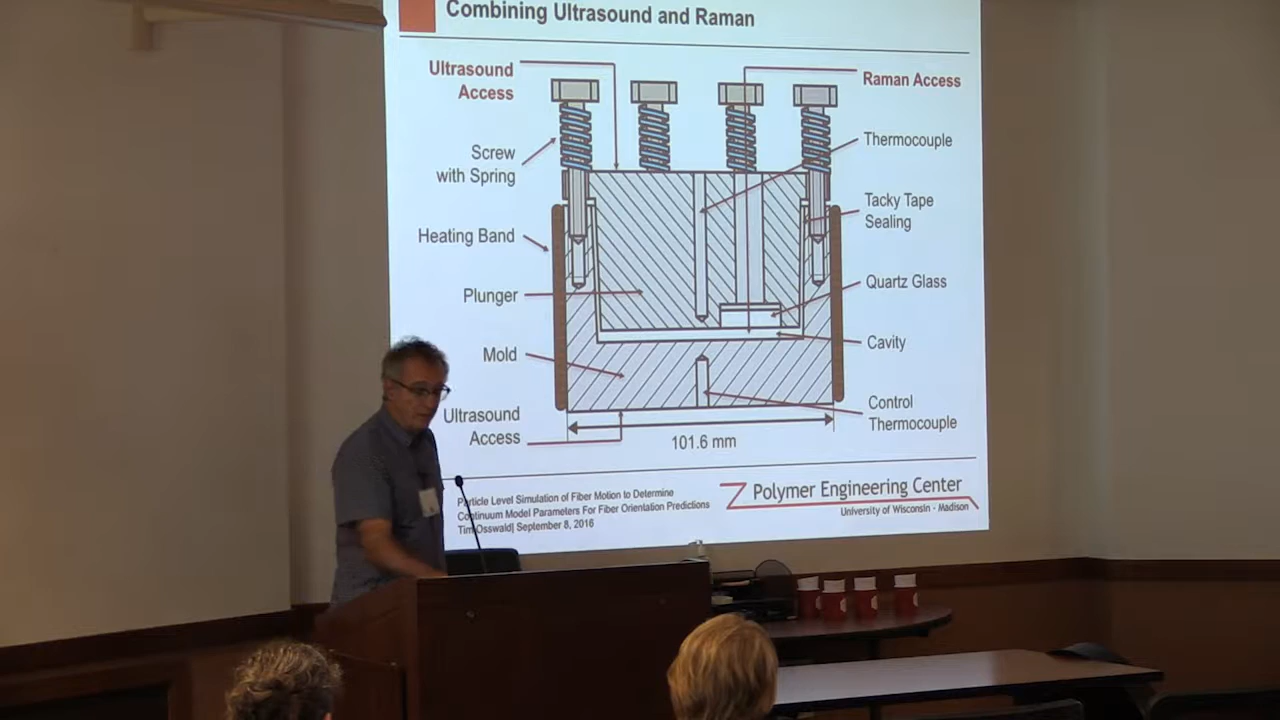 Combining Ultrasound and Raman
Ultrasound
Access
Raman Access
Screw
with Spring
Thermocouple
Tacky Tape
Sealing
Heating Band
Plunger
Quartz Glass
Mold
Cavity
Ultrasound
Access
Control
Thermocouple
101.6 mm
Particle Level Simulation of Fiber Motion to Determine
Continuum Model Parameters For Fiber Orientation Predictions
Tim Osswald| September 8, 2016
Polymer Engineering Center
University of Wisconsin - Madison